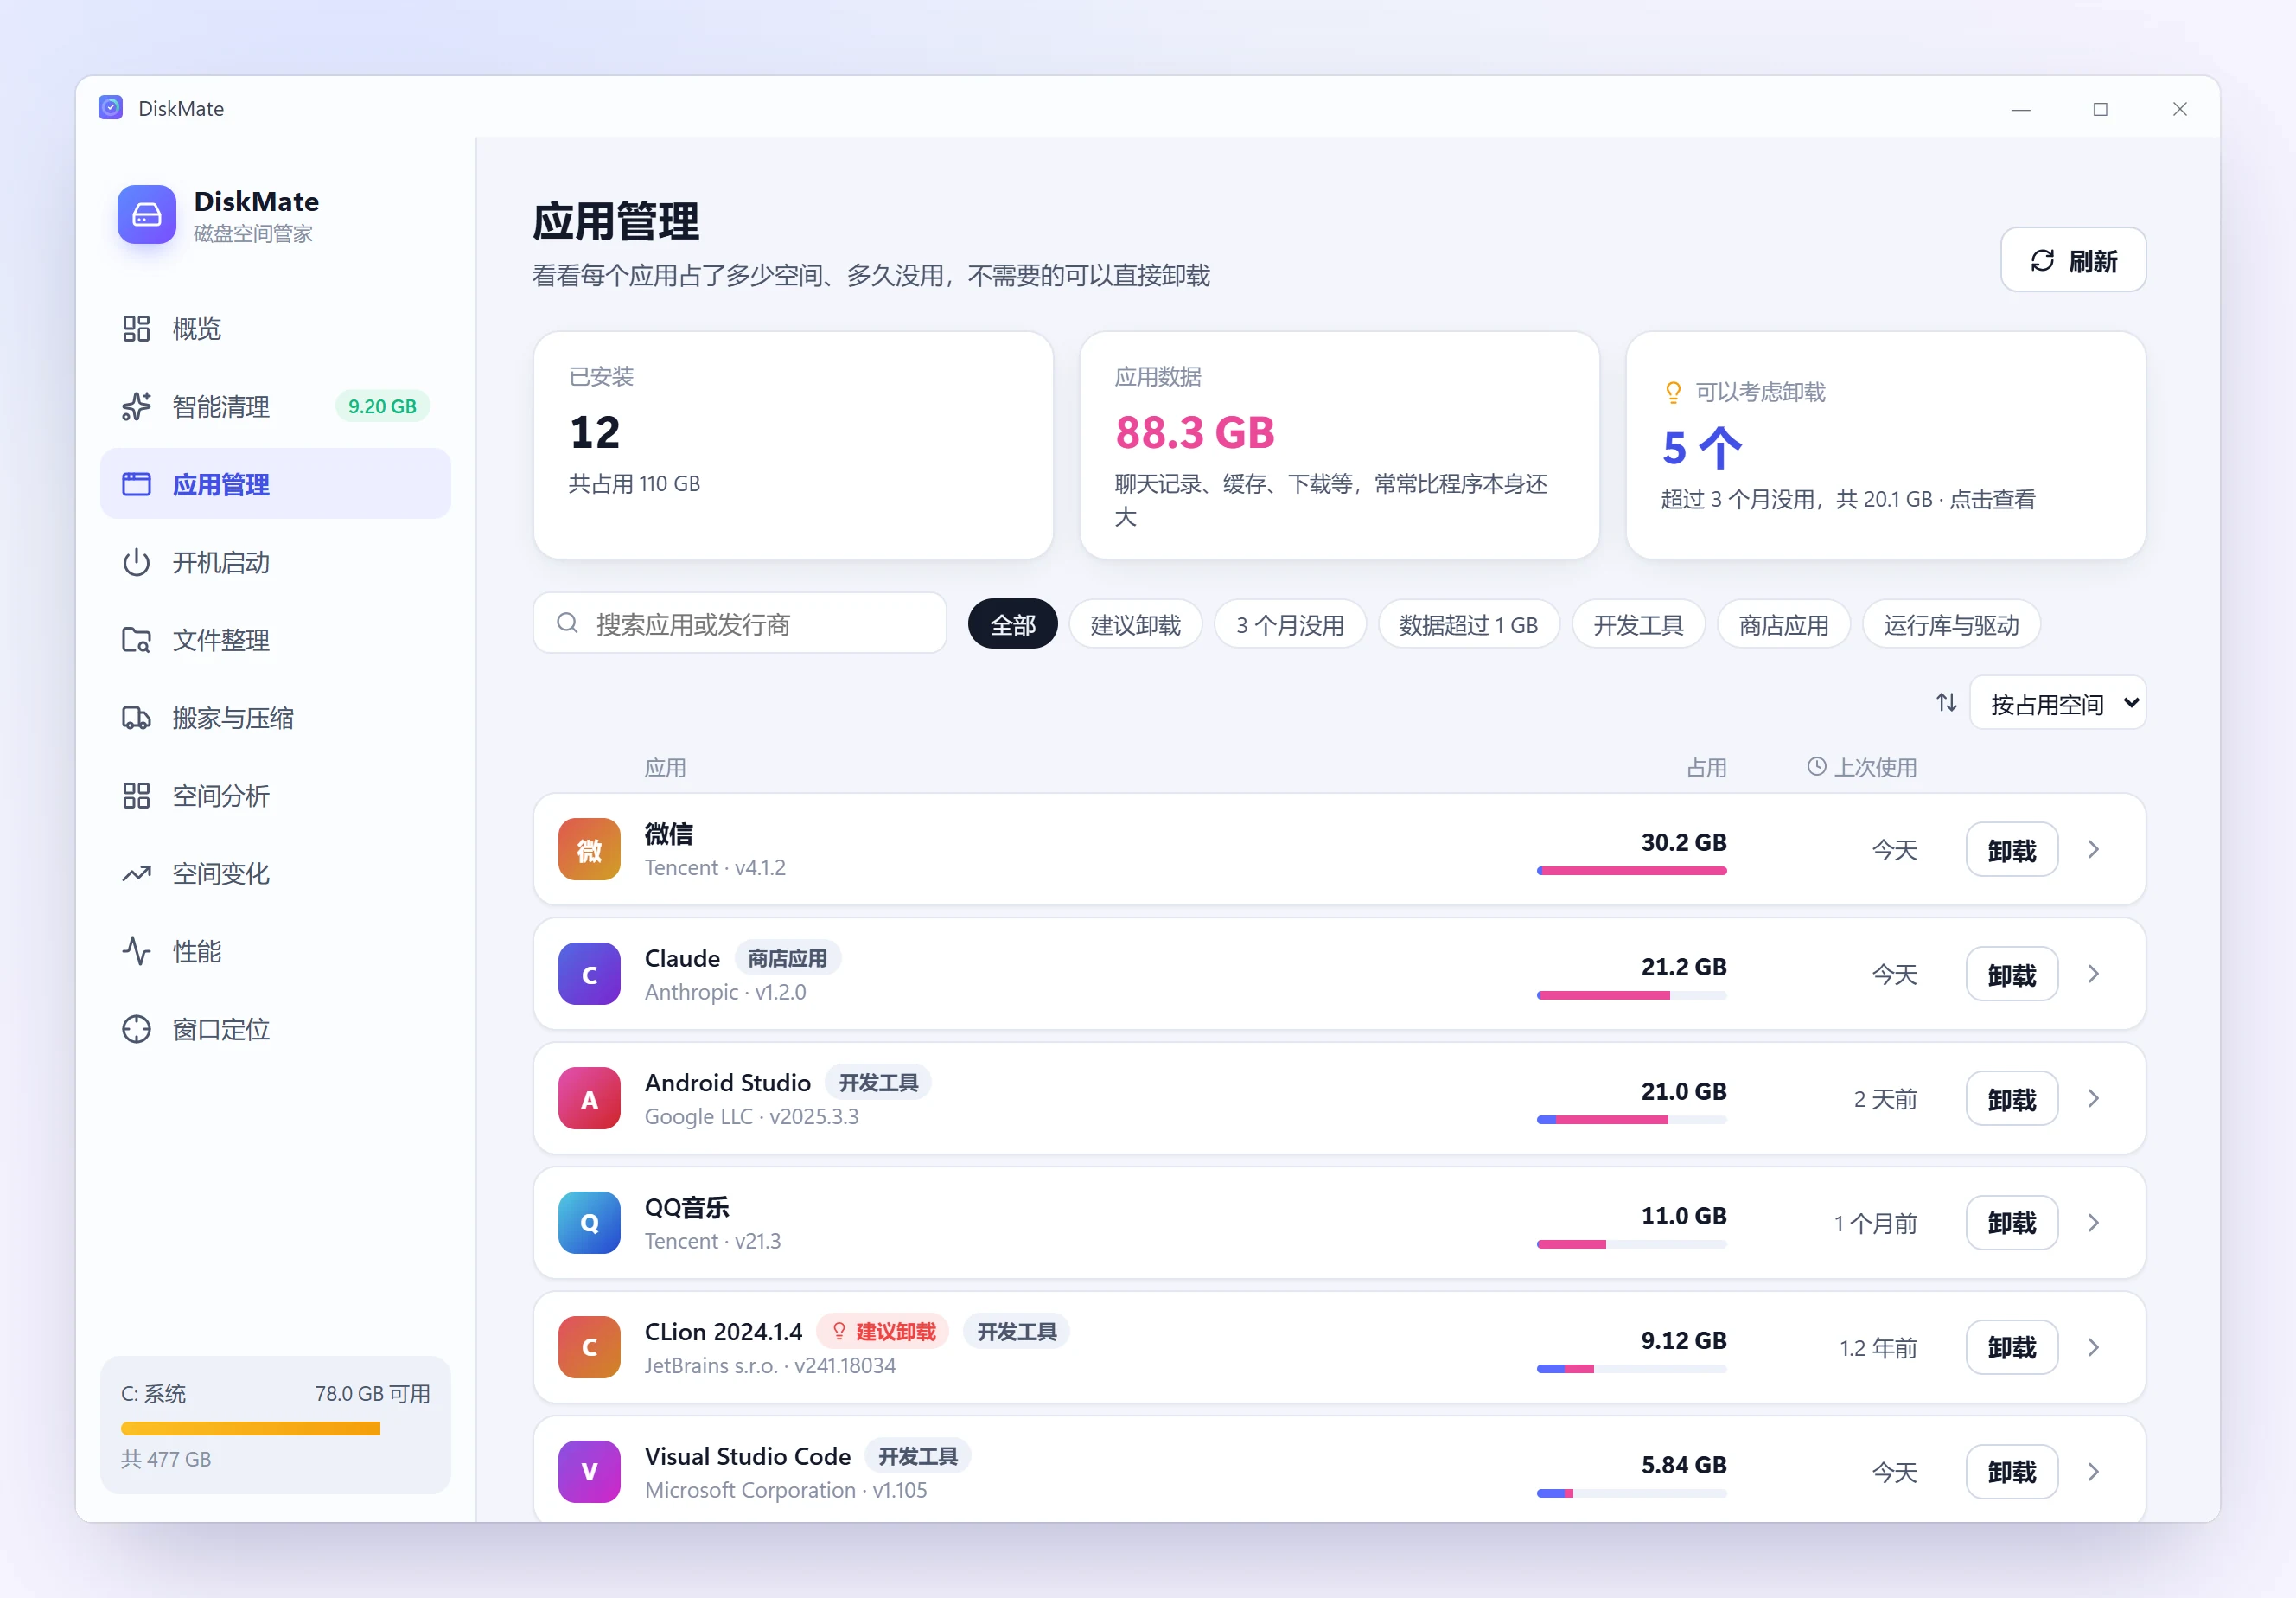 DiskMate
DiskMate
磁盘空间管家
概览
智能清理 9.20 GB
应用管理
开机启动
文件整理
搬家与压缩
空间分析
空间变化
性能
窗口定位
C: 系统 78.0 GB 可用
共 477 GB
应用管理
看看每个应用占了多少空间、多久没用，不需要的可以直接卸载
刷新
已安装
12
共占用 110 GB
应用数据
88.3 GB
聊天记录、缓存、下载等，常常比程序本身还
大
可以考虑卸载
5 个
超过 3 个月没用，共 20.1 GB · 点击查看
搜索应用或发行商 全部 建议卸载 3 个月没用 数据超过 1 GB 开发工具 商店应用 运行库与驱动
按占用空间
应用 占用 上次使用
微 微信 30.2 GB 今天 卸载
Tencent · v4.1.2
C Claude 商店应用 21.2 GB 今天 卸载
Anthropic · v1.2.0
A Android Studio 开发工具 21.0 GB 2 天前 卸载
Google LLC · v2025.3.3
Q QQ音乐 11.0 GB 1 个月前 卸载
Tencent · v21.3
C CLion 2024.1.4 建议卸载 开发工具 9.12 GB 1.2 年前 卸载
JetBrains s.r.o. · v241.18034
V Visual Studio Code 开发工具 5.84 GB 今天 卸载
Microsoft Corporation · v1.105